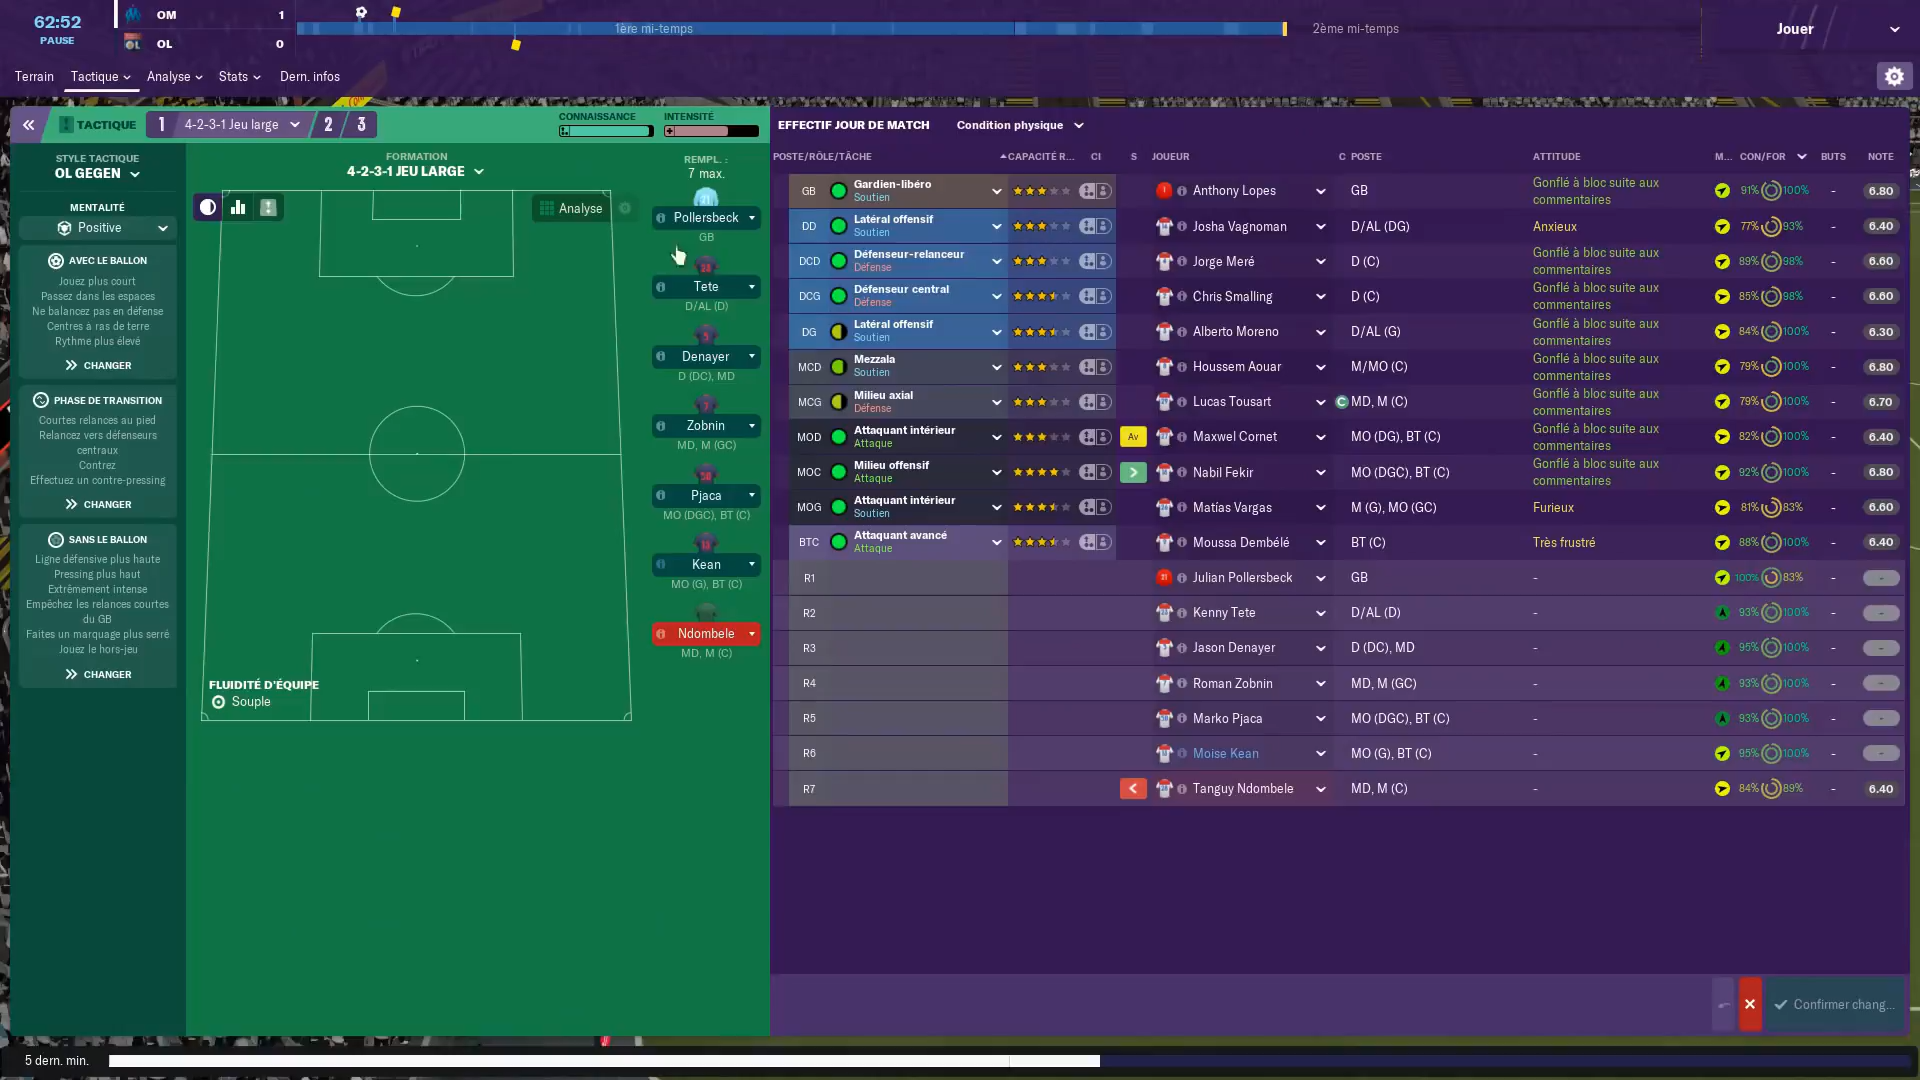 62:52
PAUSE
OM 1
OL 0
1ère mi-temps
2ème mi-temps
Jouer
Terrain
Tactique
Analyse
Stats
Dern. infos
TACTIQUE
1 4-2-3-1 Jeu large 2 3
CONNAISSANCE
INTENSITÉ
STYLE TACTIQUE
OL GEGEN
MENTALITÉ
Positive
AVEC LE BALLON
Jouez plus court
Passez dans les espaces
Ne balancez pas en défense
Centres à ras de terre
Rythme plus élevé
CHANGER
PHASE DE TRANSITION
Courtes relances au pied
Relancez vers défenseurs
centraux
Contrez
Effectuez un contre-pressing
CHANGER
SANS LE BALLON
Ligne défensive plus haute
Pressing plus haut
Extrêmement intense
Empêchez les relances courtes
du GB
Faites un marquage plus serré
Jouez le hors-jeu
CHANGER
FORMATION
4-2-3-1 JEU LARGE
Analyse
FLUIDITÉ D'ÉQUIPE
Souple
REMPL. :
7 max.
Pollersbeck
GB
Tete
D/AL (D)
Denayer
D (DC), MD
Zobnin
MD, M (GC)
Pjaca
MO (DGC), BT (C)
Kean
MO (G), BT (C)
Ndombele
MD, M (C)
EFFECTIF JOUR DE MATCH
Condition physique
POSTE/RÔLE/TÂCHE CAPACITÉ R... CI S JOUEUR C POSTE ATTITUDE M... CON/FOR BUTS NOTE
GB Gardien-libéro Soutien Anthony Lopes GB Gonflé à bloc suite aux commentaires 91% 100% - 6.80
DD Latéral offensif Soutien Josha Vagnoman D/AL (DG) Anxieux 77% 93% - 6.40
DCD Défenseur-relanceur Défense Jorge Meré D (C) Gonflé à bloc suite aux commentaires 89% 98% - 6.60
DCG Défenseur central Défense Chris Smalling D (C) Gonflé à bloc suite aux commentaires 85% 98% - 6.60
DG Latéral offensif Soutien Alberto Moreno D/AL (G) Gonflé à bloc suite aux commentaires 84% 100% - 6.30
MCD Mezzala Soutien Houssem Aouar M/MO (C) Gonflé à bloc suite aux commentaires 79% 100% - 6.80
MCG Milieu axial Défense Lucas Tousart C MD, M (C) Gonflé à bloc suite aux commentaires 79% 100% - 6.70
MOD Attaquant intérieur Attaque Av Maxwel Cornet MO (DG), BT (C) Gonflé à bloc suite aux commentaires 82% 100% - 6.40
MOC Milieu offensif Attaque Nabil Fekir MO (DGC), BT (C) Gonflé à bloc suite aux commentaires 92% 100% - 6.80
MOG Attaquant intérieur Soutien Matías Vargas M (G), MO (GC) Furieux 81% 83% - 6.60
BTC Attaquant avancé Attaque Moussa Dembélé BT (C) Très frustré 88% 100% - 6.40
R1 Julian Pollersbeck GB - 100% 83% - -
R2 Kenny Tete D/AL (D) - 93% 100% - -
R3 Jason Denayer D (DC), MD - 95% 100% - -
R4 Roman Zobnin MD, M (GC) - 93% 100% - -
R5 Marko Pjaca MO (DGC), BT (C) - 93% 100% - -
R6 Moise Kean MO (G), BT (C) - 95% 100% - -
R7 Tanguy Ndombele MD, M (C) - 84% 89% - 6.40
Confirmer chang...
5 dern. min.